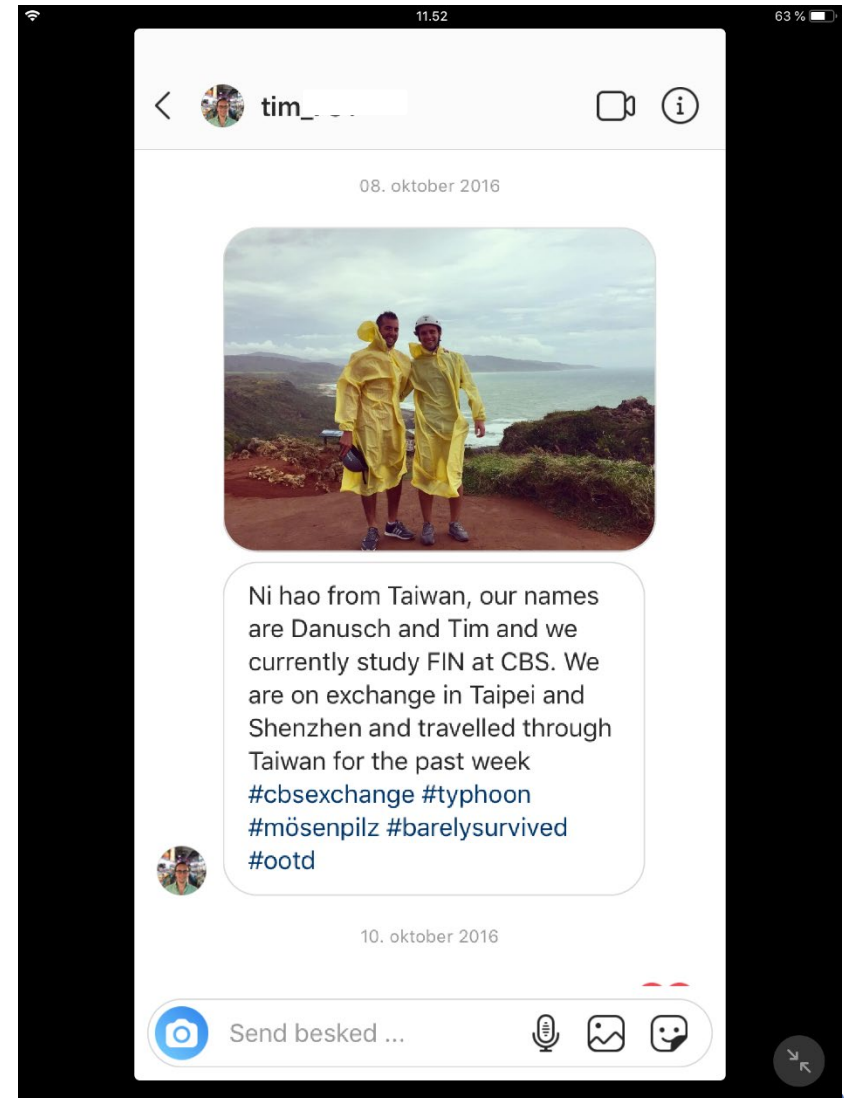 11.52
63 %
tim_
08. oktober 2016
Ni hao from Taiwan, our names
are Danusch and Tim and we
currently study FIN at CBS. We
are on exchange in Taipei and
Shenzhen and travelled through
Taiwan for the past week
#cbsexchange #typhoon
#mösenpilz #barelysurvived
#ootd
10. oktober 2016
Send besked ...